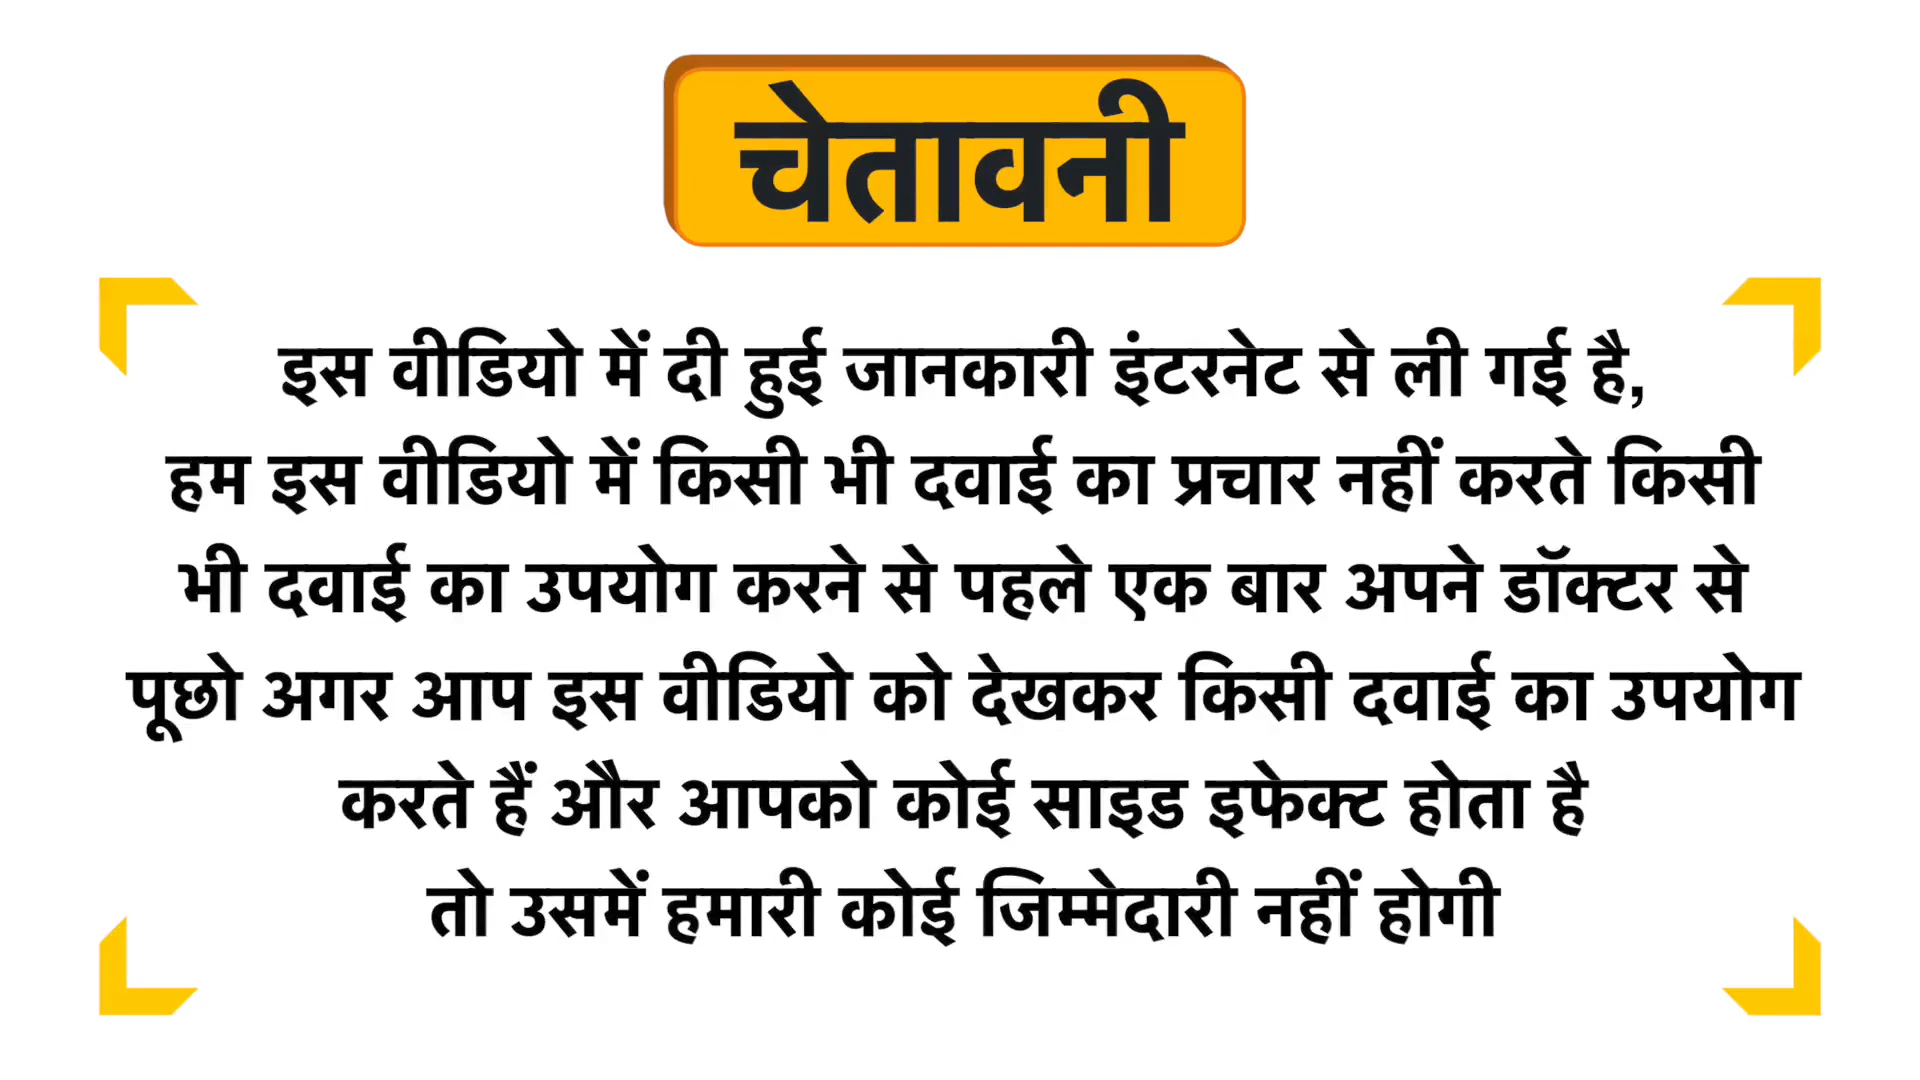 चेतावनी
इस वीडियो में दी हुई जानकारी इंटरनेट से ली गई है,
हम इस वीडियो में किसी भी दवाई का प्रचार नहीं करते किसी
भी दवाई का उपयोग करने से पहले एक बार अपने डॉक्टर से
पूछो अगर आप इस वीडियो को देखकर किसी दवाई का उपयोग
करते हैं और आपको कोई साइड इफेक्ट होता है
तो उसमें हमारी कोई जिम्मेदारी नहीं होगी